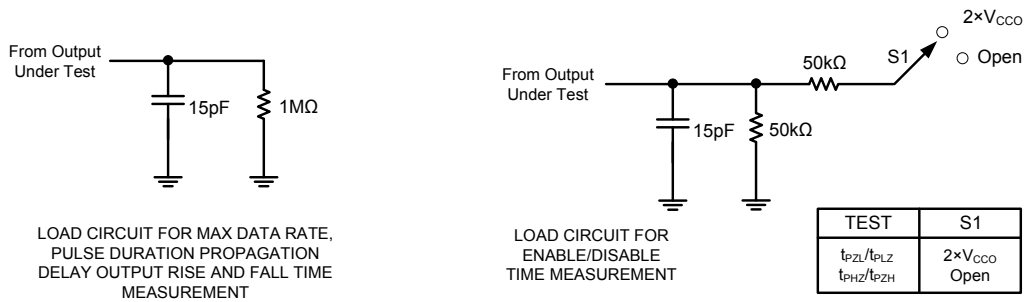 From Output
Under Test
15pF
1MΩ
LOAD CIRCUIT FOR MAX DATA RATE,
PULSE DURATION PROPAGATION
DELAY OUTPUT RISE AND FALL TIME
MEASUREMENT
2×VCCO
S1
Open
50kΩ
From Output
Under Test
15pF
50kΩ
LOAD CIRCUIT FOR
ENABLE/DISABLE
TIME MEASUREMENT
TEST S1
tPZL/tPLZ 2×VCCO
tPHZ/tPZH Open